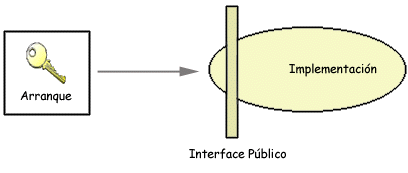 Arranque
Implementación
Interface Público